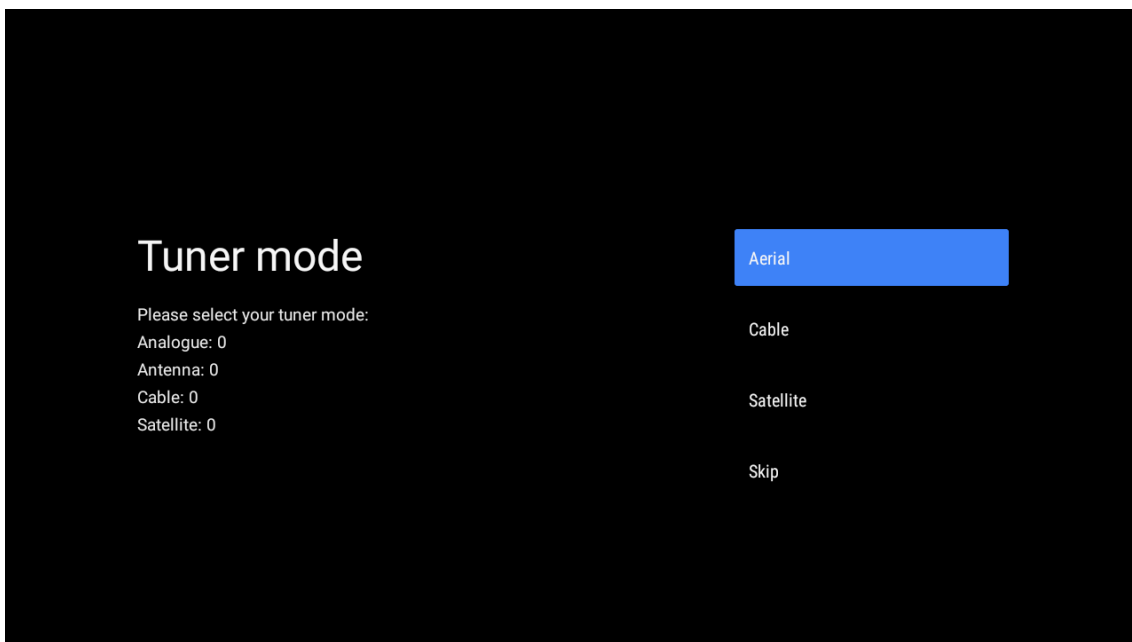 Tuner mode
Please select your tuner mode:
Analogue: 0
Antenna: 0
Cable: 0
Satellite: 0
Aerial
Cable
Satellite
Skip